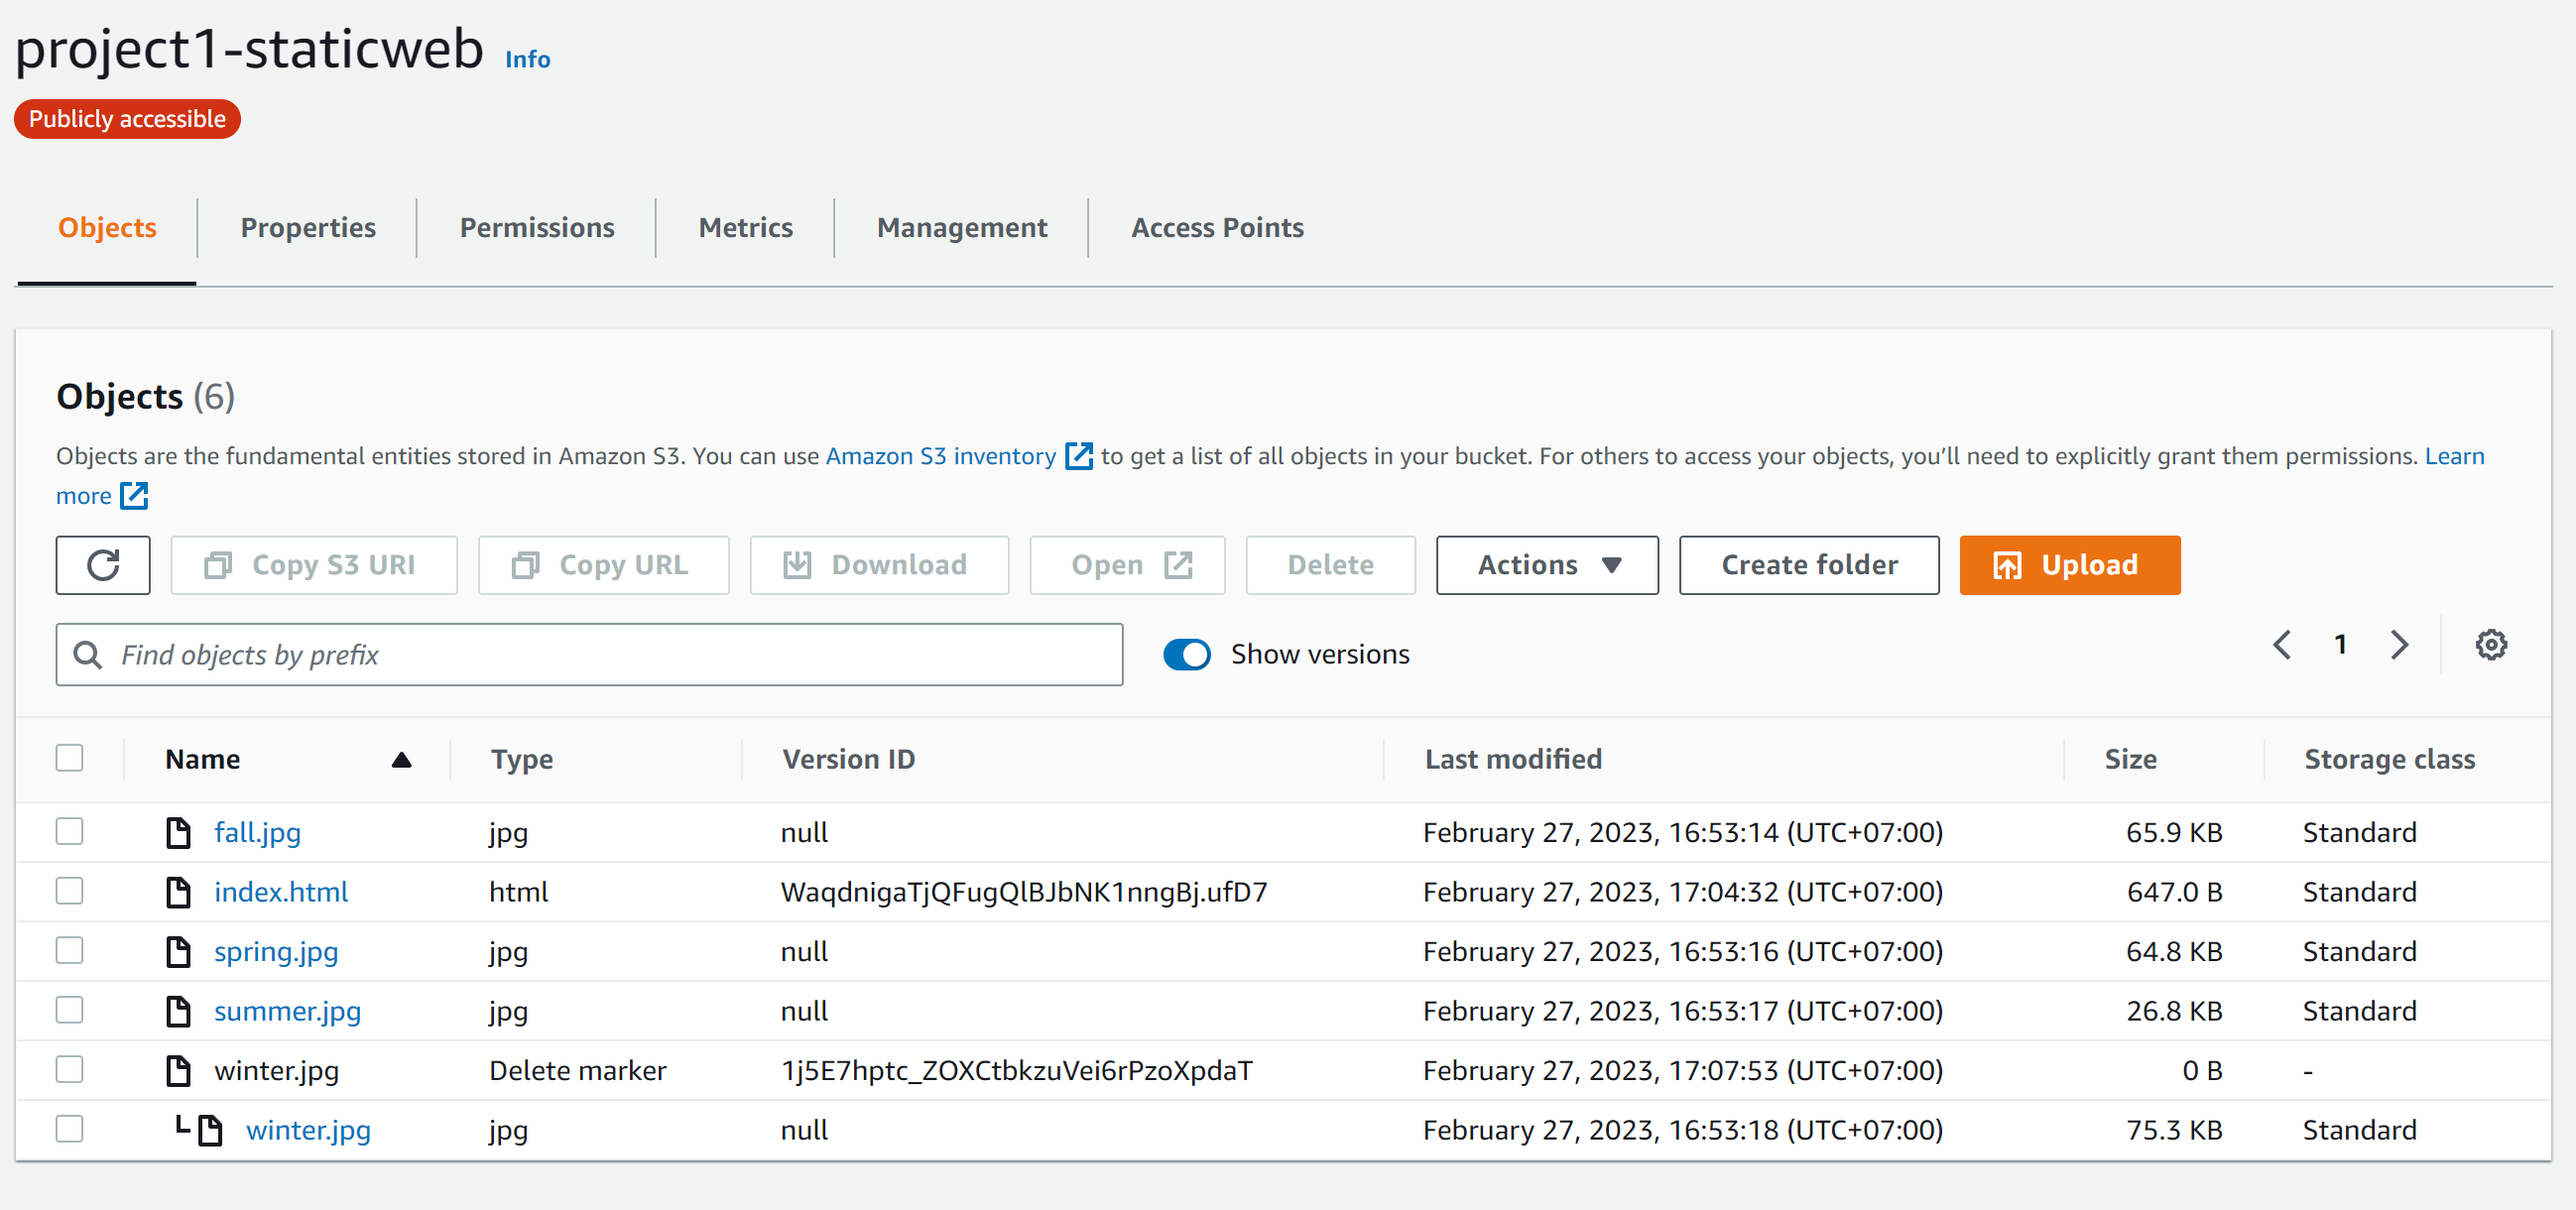 project1-staticweb Info
Publicly accessible
Objects Properties Permissions Metrics Management Access Points
Objects (6)
Objects are the fundamental entities stored in Amazon S3. You can use Amazon S3 inventory to get a list of all objects in your bucket. For others to access your objects, you’ll need to explicitly grant them permissions. Learn
more
Copy S3 URI Copy URL Download Open Delete Actions Create folder Upload
Find objects by prefix Show versions 1
Name Type Version ID Last modified Size Storage class
fall.jpg jpg null February 27, 2023, 16:53:14 (UTC+07:00) 65.9 KB Standard
index.html html WaqdnigaTjQFugQlBJbNK1nngBj.ufD7 February 27, 2023, 17:04:32 (UTC+07:00) 647.0 B Standard
spring.jpg jpg null February 27, 2023, 16:53:16 (UTC+07:00) 64.8 KB Standard
summer.jpg jpg null February 27, 2023, 16:53:17 (UTC+07:00) 26.8 KB Standard
winter.jpg Delete marker 1j5E7hptc_ZOXCtbkzuVei6rPzoXpdaT February 27, 2023, 17:07:53 (UTC+07:00) 0 B -
winter.jpg jpg null February 27, 2023, 16:53:18 (UTC+07:00) 75.3 KB Standard